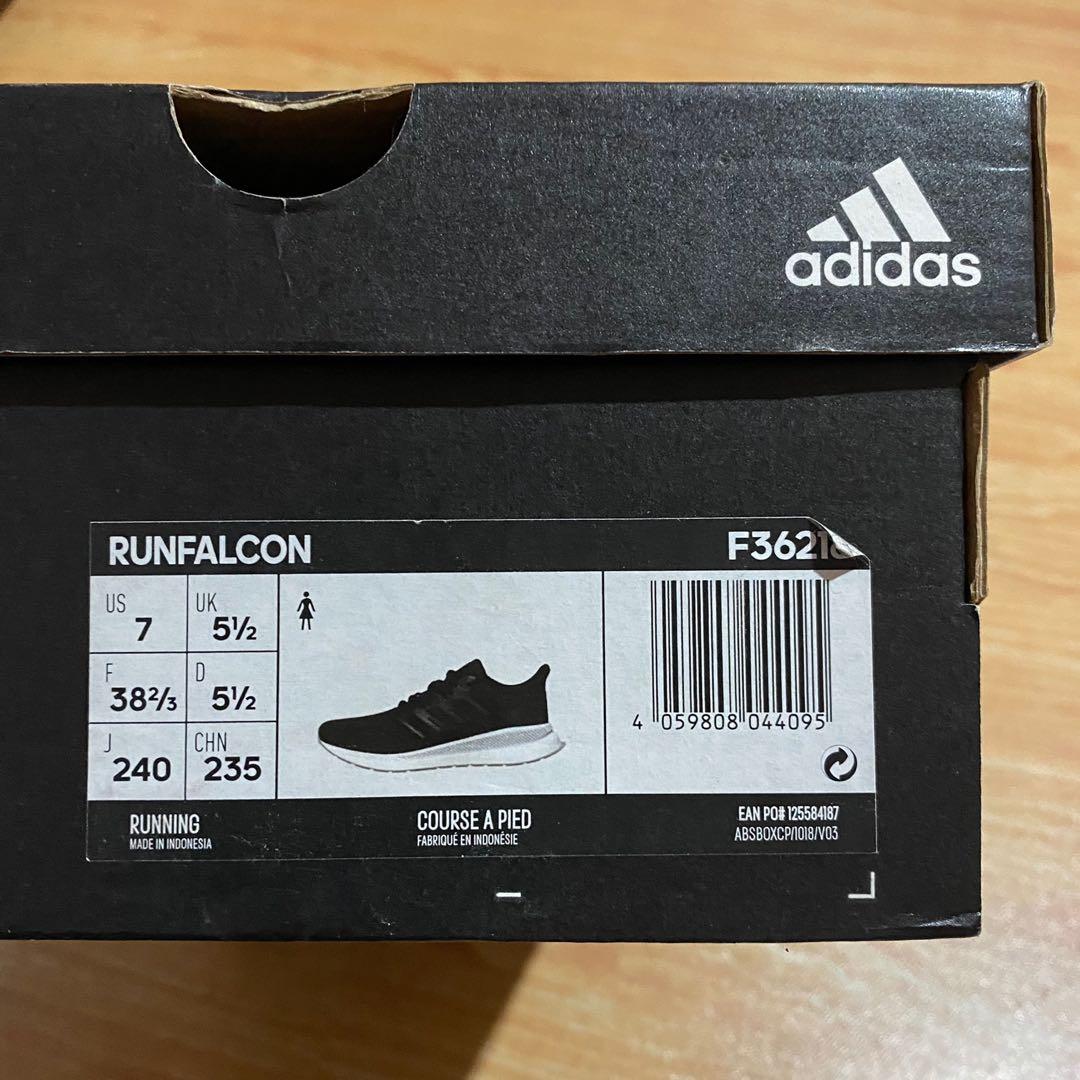 adidas
RUNFALCON
F36218
US
7
UK
5½
F
38⅔
D
5½
J
240
CHN
235
4 059808 044095
RUNNING
MADE IN INDONESIA
COURSE A PIED
FABRIQUÉ EN INDONÉSIE
EAN PO# 125584187
ABSBOXCP/1018/V03